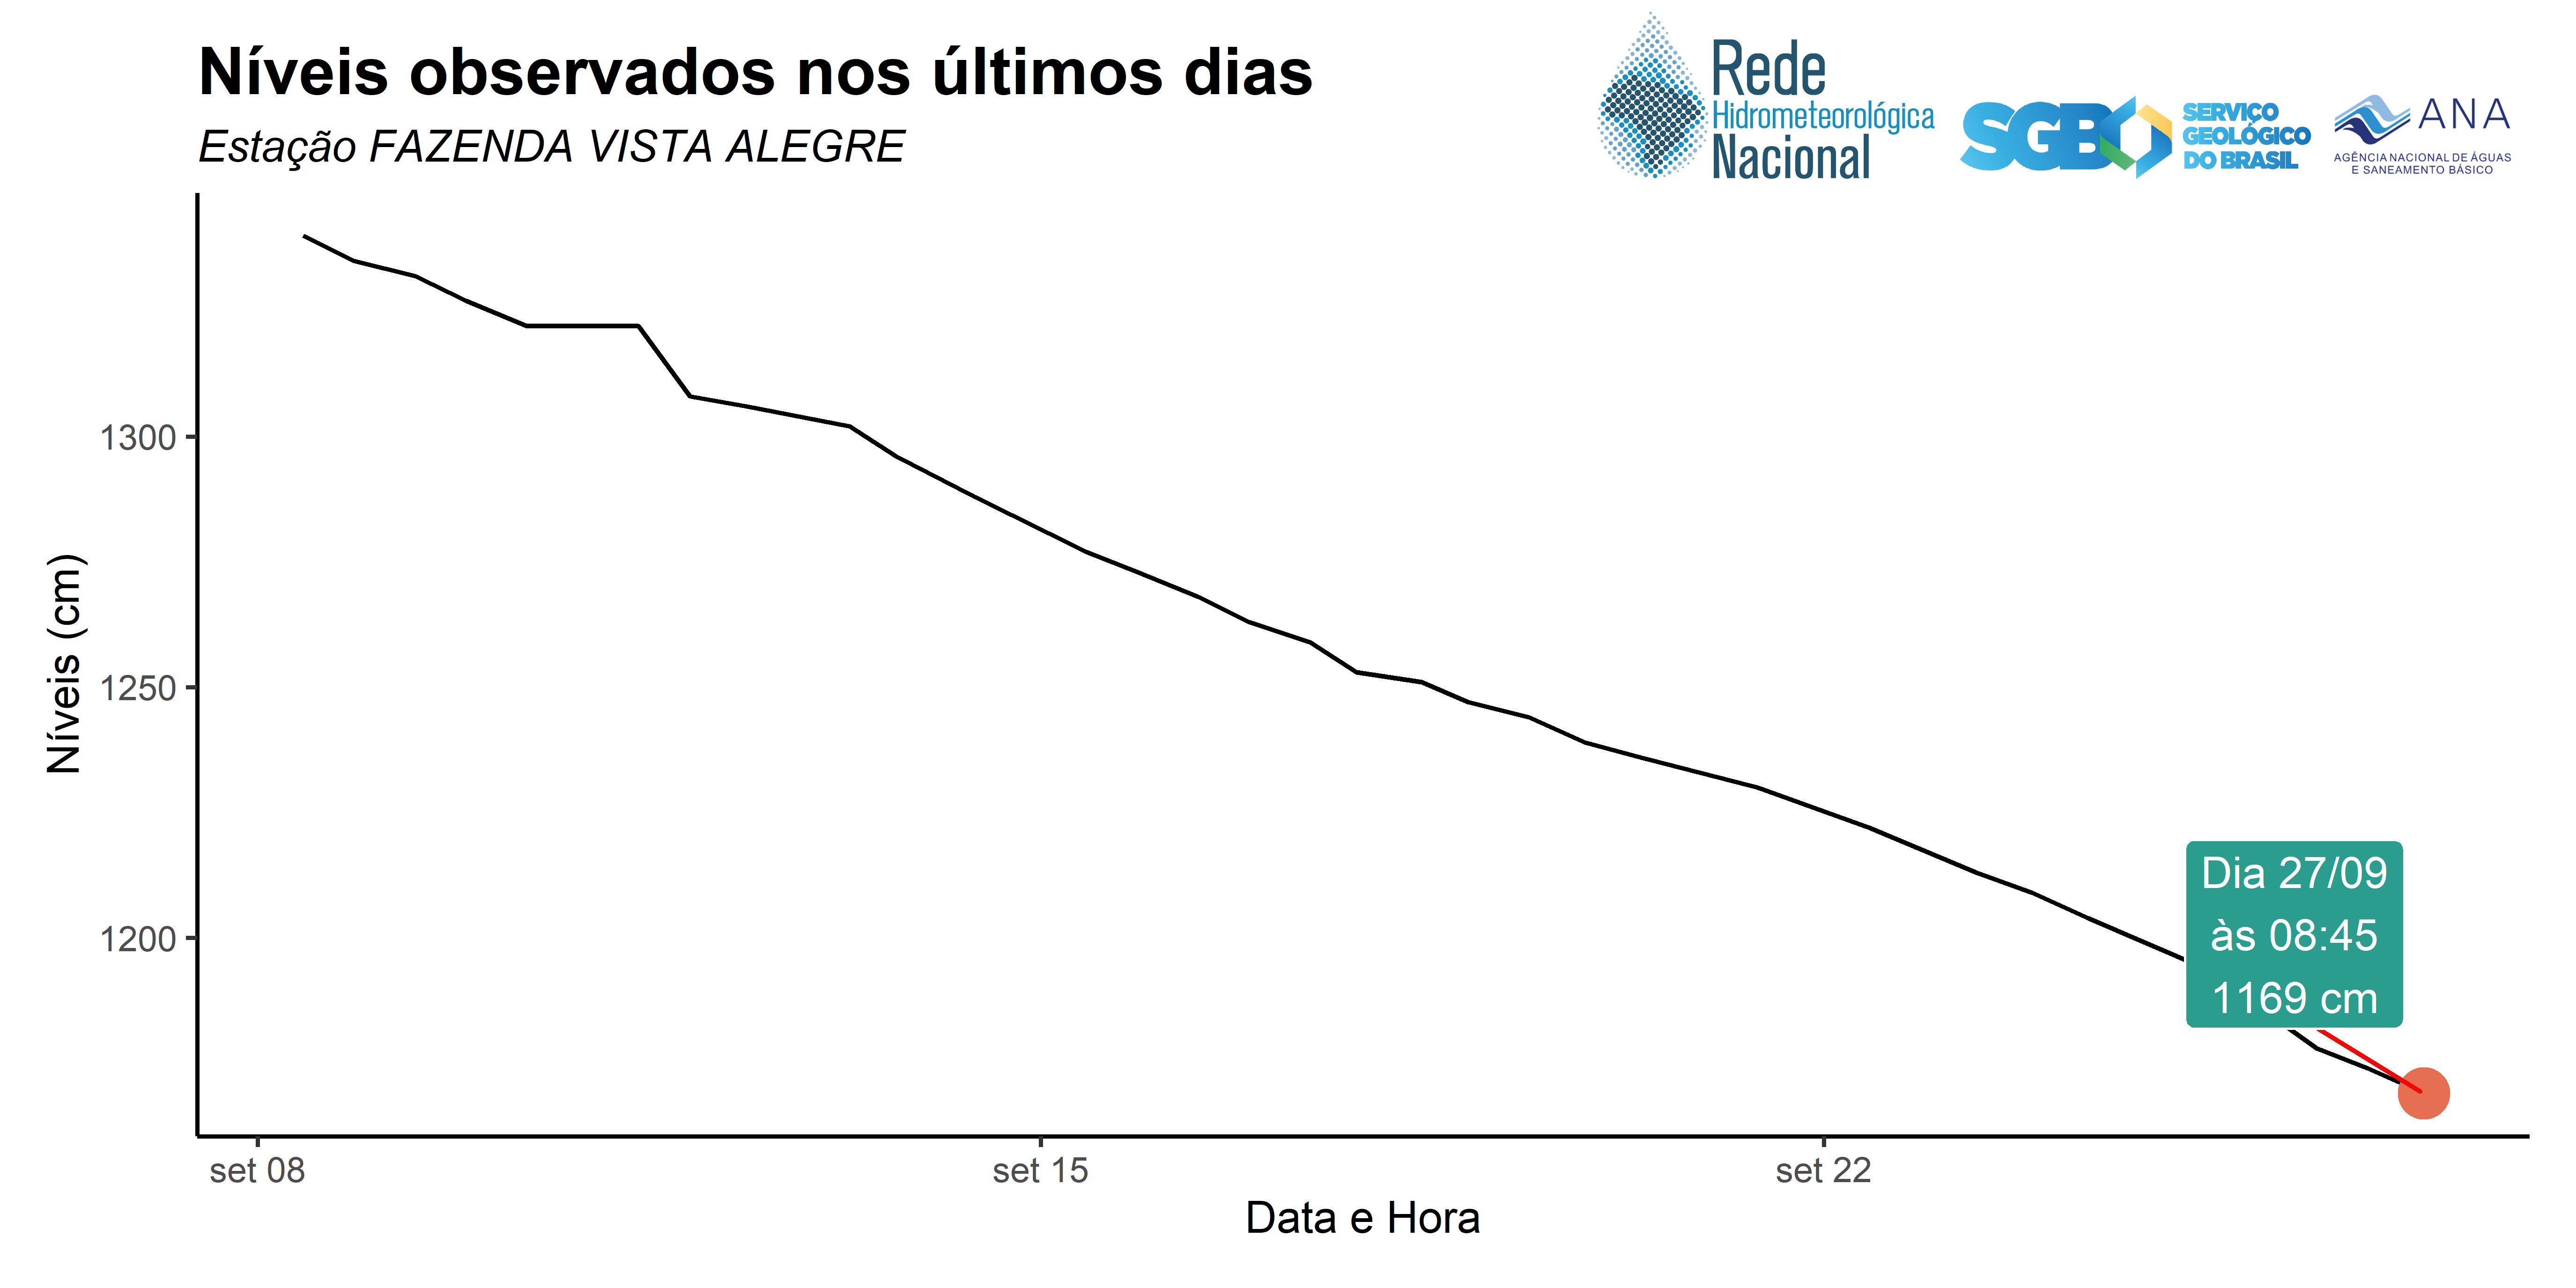 Níveis observados nos últimos dias
Estação FAZENDA VISTA ALEGRE
Rede
Hidrometeorológica
Nacional
SGB
SERVIÇO
GEOLÓGICO
DO BRASIL
ANA
AGÊNCIA NACIONAL DE ÁGUAS
E SANEAMENTO BÁSICO
Níveis (cm)
1300
1250
1200
Dia 27/09
às 08:45
1169 cm
set 08
set 15
set 22
Data e Hora